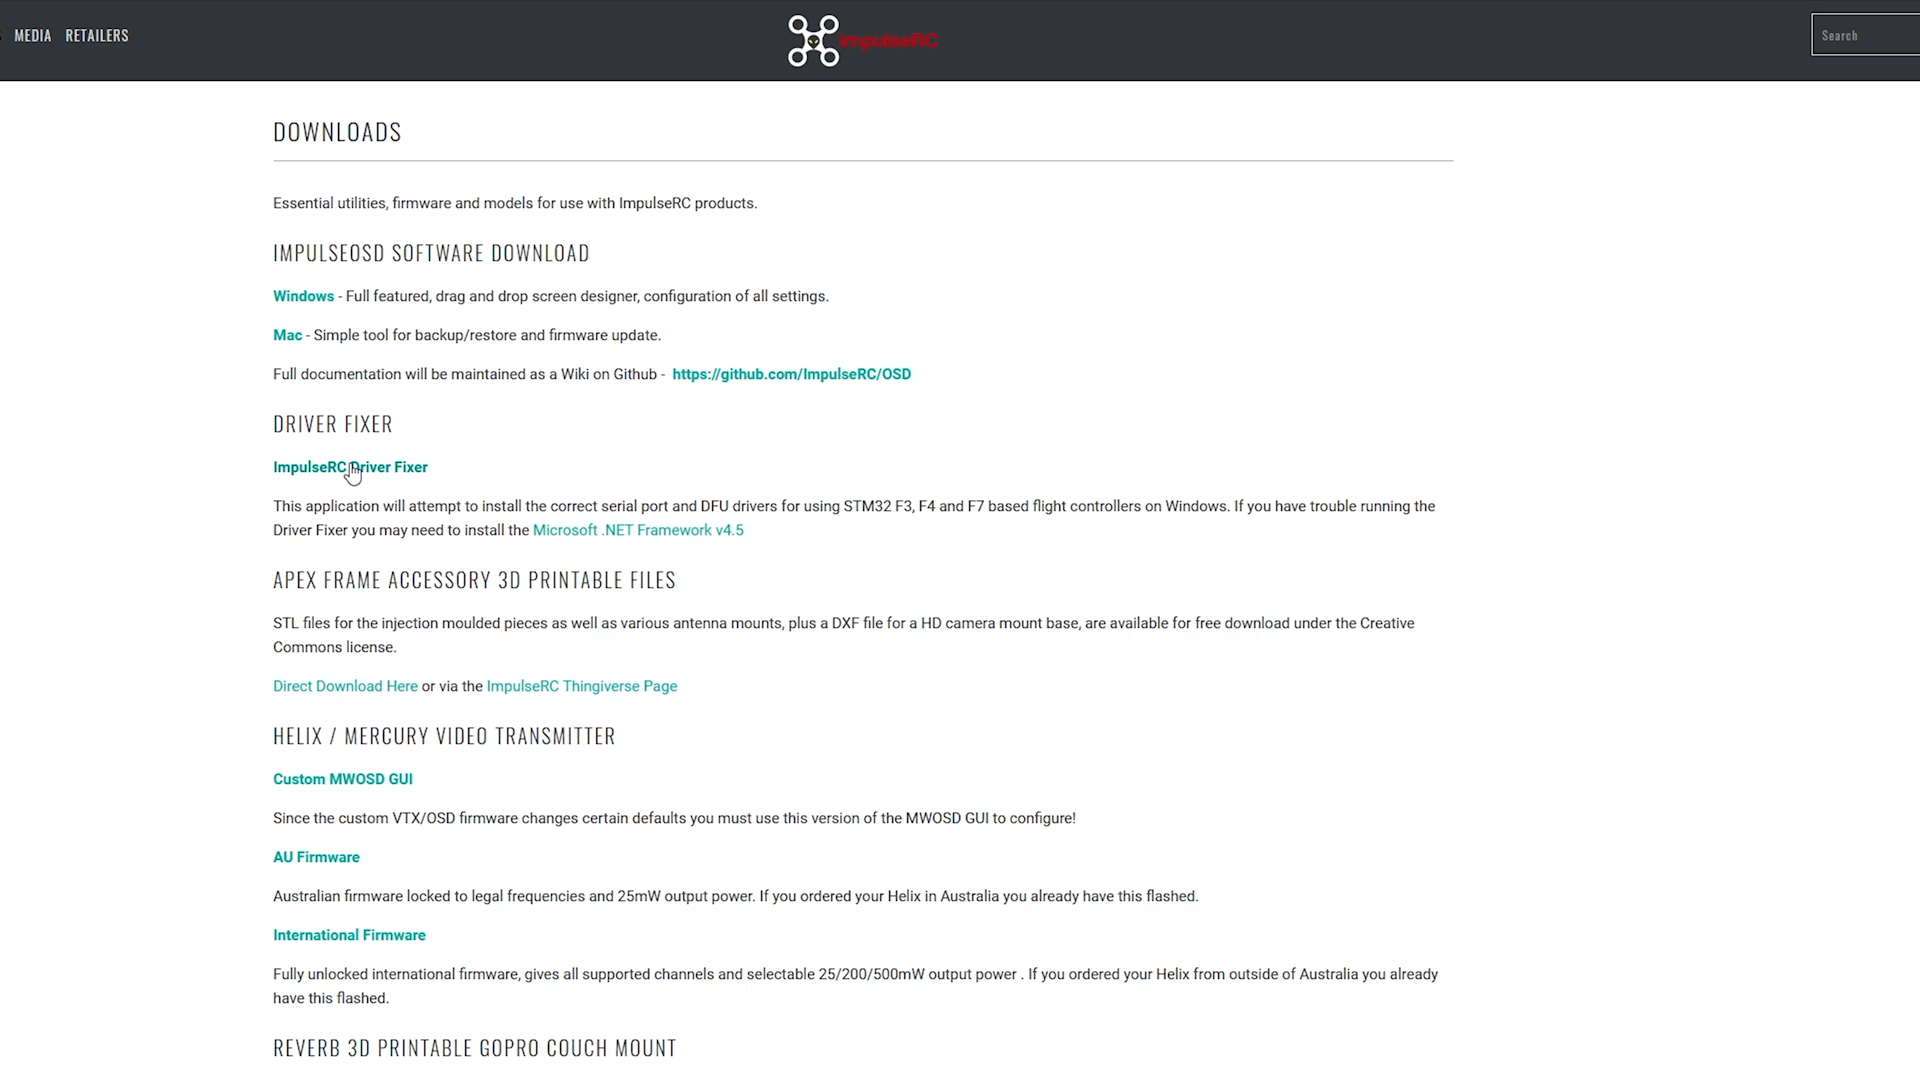 MEDIA RETAILERS
ImpulseRC
Search
DOWNLOADS
Essential utilities, firmware and models for use with ImpulseRC products.
IMPULSEOSD SOFTWARE DOWNLOAD
Windows - Full featured, drag and drop screen designer, configuration of all settings.
Mac - Simple tool for backup/restore and firmware update.
Full documentation will be maintained as a Wiki on Github - https://github.com/ImpulseRC/OSD
DRIVER FIXER
ImpulseRC Driver Fixer
This application will attempt to install the correct serial port and DFU drivers for using STM32 F3, F4 and F7 based flight controllers on Windows. If you have trouble running the
Driver Fixer you may need to install the Microsoft .NET Framework v4.5
APEX FRAME ACCESSORY 3D PRINTABLE FILES
STL files for the injection moulded pieces as well as various antenna mounts, plus a DXF file for a HD camera mount base, are available for free download under the Creative
Commons license.
Direct Download Here or via the ImpulseRC Thingiverse Page
HELIX / MERCURY VIDEO TRANSMITTER
Custom MWOSD GUI
Since the custom VTX/OSD firmware changes certain defaults you must use this version of the MWOSD GUI to configure!
AU Firmware
Australian firmware locked to legal frequencies and 25mW output power. If you ordered your Helix in Australia you already have this flashed.
International Firmware
Fully unlocked international firmware, gives all supported channels and selectable 25/200/500mW output power . If you ordered your Helix from outside of Australia you already
have this flashed.
REVERB 3D PRINTABLE GOPRO COUCH MOUNT